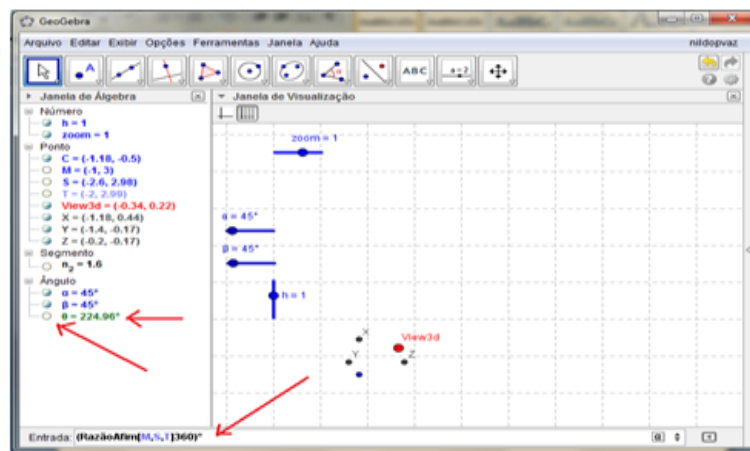 GeoGebra
Arquivo Editar Exibir Opções Ferramentas Janela Ajuda
nildopvaz
A
ABC
a=2
Janela de Álgebra
Janela de Visualização
Número
h = 1
zoom = 1
Ponto
C = (-1.18, -0.5)
M = (-1, 3)
S = (-2.6, 2.98)
T = (-2, 2.99)
View3d = (-0.34, 0.22)
X = (-1.18, 0.44)
Y = (-1.4, -0.17)
Z = (-0.2, -0.17)
Segmento
n₂ = 1.6
Ângulo
α = 45°
β = 45°
θ = 224.96°
zoom = 1
α = 45°
β = 45°
h = 1
X
View3d
Y
Z
Entrada: (RazãoAfim[M,S,T]360)°
α